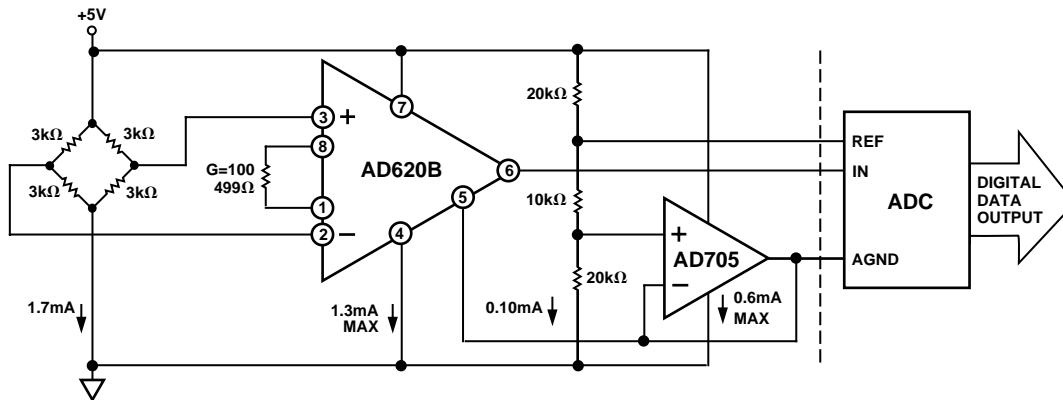 +5V
3kΩ
3kΩ
3kΩ
3kΩ
1.7mA
G=100
499Ω
3
8
1
2
+
−
7
AD620B
6
5
4
1.3mA
MAX
20kΩ
10kΩ
20kΩ
0.10mA
+
−
AD705
0.6mA
MAX
REF
IN
ADC
AGND
DIGITAL
DATA
OUTPUT